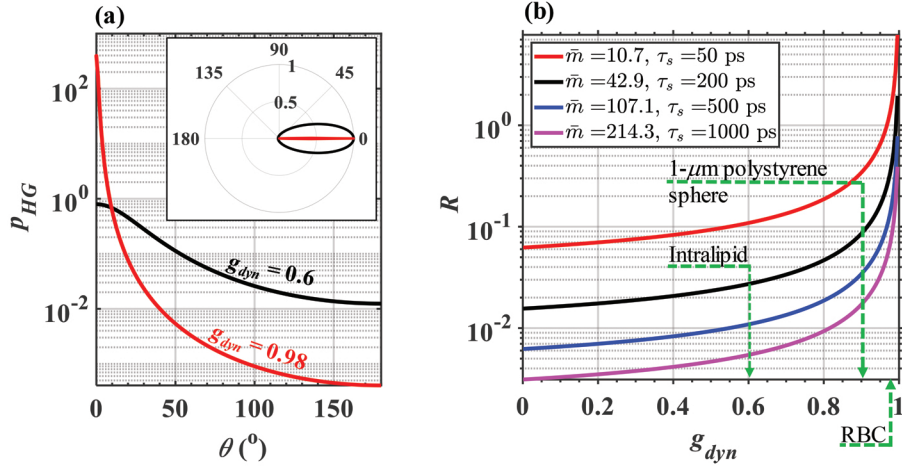 (a)
p_HG
10^2
10^0
10^-2
135
90
45
1
0.5
180
0
g_dyn = 0.6
g_dyn = 0.98
0
50
100
150
θ (°)
(b)
R
10^0
10^-1
10^-2
m̄ =10.7, τ_s = 50 ps
m̄ =42.9, τ_s = 200 ps
m̄ =107.1, τ_s = 500 ps
m̄ =214.3, τ_s = 1000 ps
1-μm polystyrene
sphere
Intralipid
0
0.2
0.4
0.6
0.8
1
g_dyn
RBC